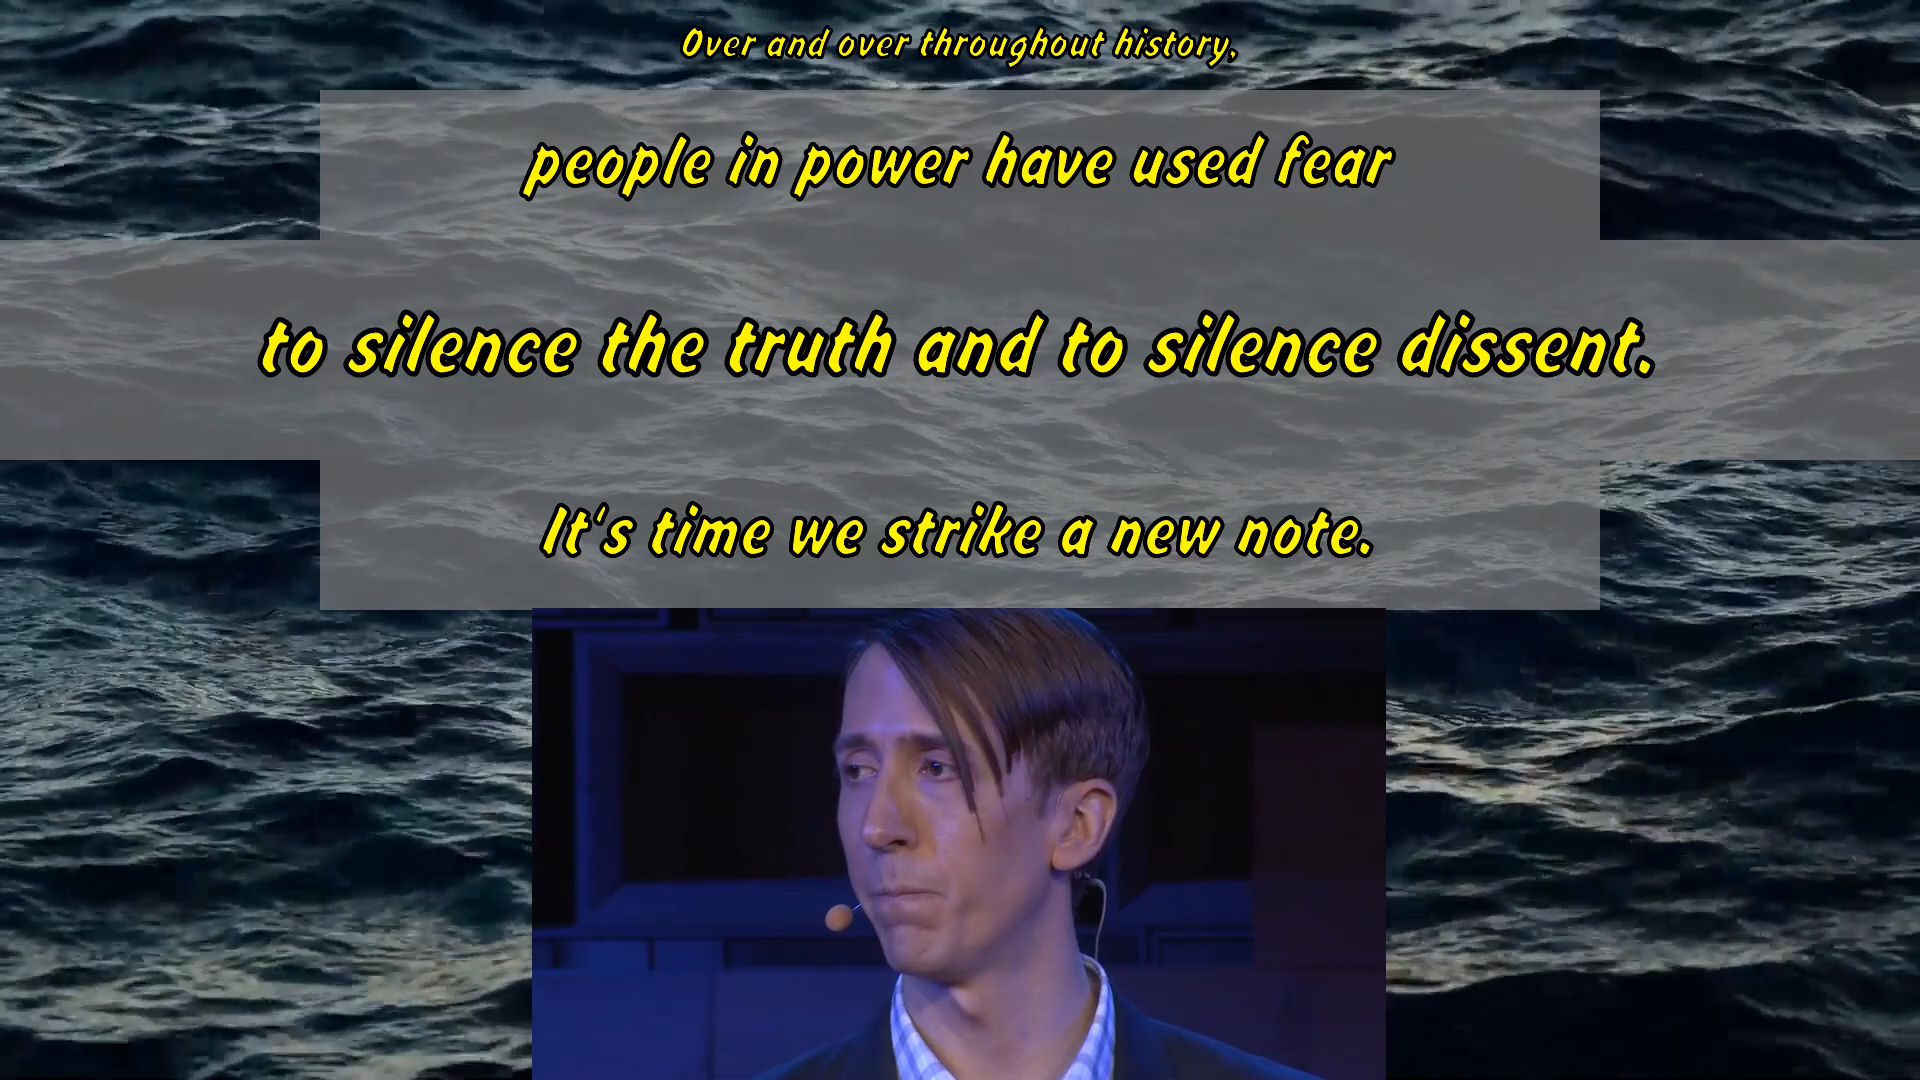 Over and over throughout history,
people in power have used fear
to silence the truth and to silence dissent.
It's time we strike a new note.